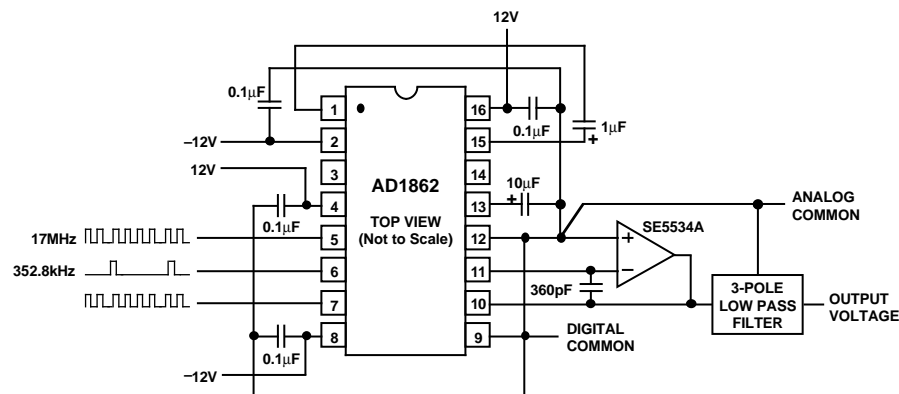 12V
0.1µF
1
16
0.1µF
1µF
+
–12V
2
15
12V
3
14
AD1862
10µF
+
4
13
ANALOG
COMMON
0.1µF
TOP VIEW
(Not to Scale)
SE5534A
17MHz
5
12
+
352.8kHz
6
11
–
360pF
3-POLE
LOW PASS
FILTER
7
10
OUTPUT
VOLTAGE
8
9
DIGITAL
COMMON
0.1µF
–12V